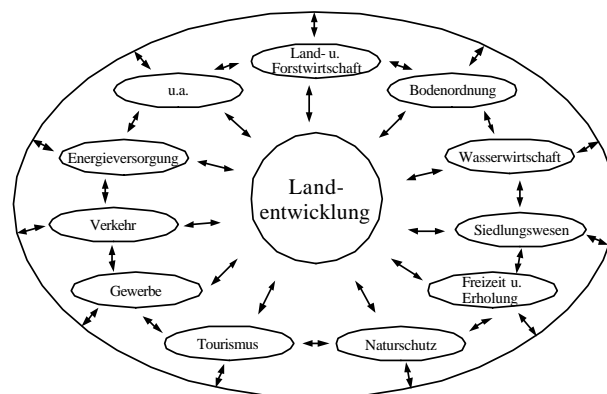 Land- u.
Forstwirtschaft
u.a.
Bodenordnung
Energieversorgung
Wasserwirtschaft
Land-
entwicklung
Verkehr
Siedlungswesen
Gewerbe
Freizeit u.
Erholung
Tourismus
Naturschutz